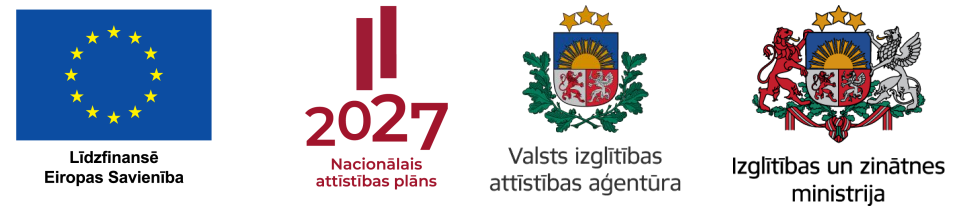 Līdzfinansē
Eiropas Savienība
2027
Nacionālais
attīstības plāns
Valsts izglītības
attīstības aģentūra
Izglītības un zinātnes
ministrija